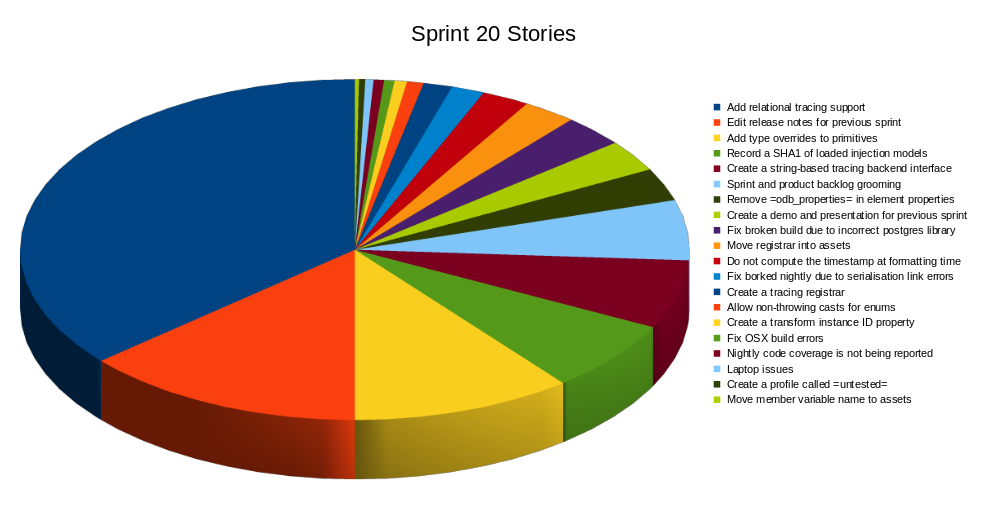 Sprint 20 Stories
Add relational tracing support
Edit release notes for previous sprint
Add type overrides to primitives
Record a SHA1 of loaded injection models
Create a string-based tracing backend interface
Sprint and product backlog grooming
Remove =odb_properties= in element properties
Create a demo and presentation for previous sprint
Fix broken build due to incorrect postgres library
Move registrar into assets
Do not compute the timestamp at formatting time
Fix borked nightly due to serialisation link errors
Create a tracing registrar
Allow non-throwing casts for enums
Create a transform instance ID property
Fix OSX build errors
Nightly code coverage is not being reported
Laptop issues
Create a profile called =untested=
Move member variable name to assets